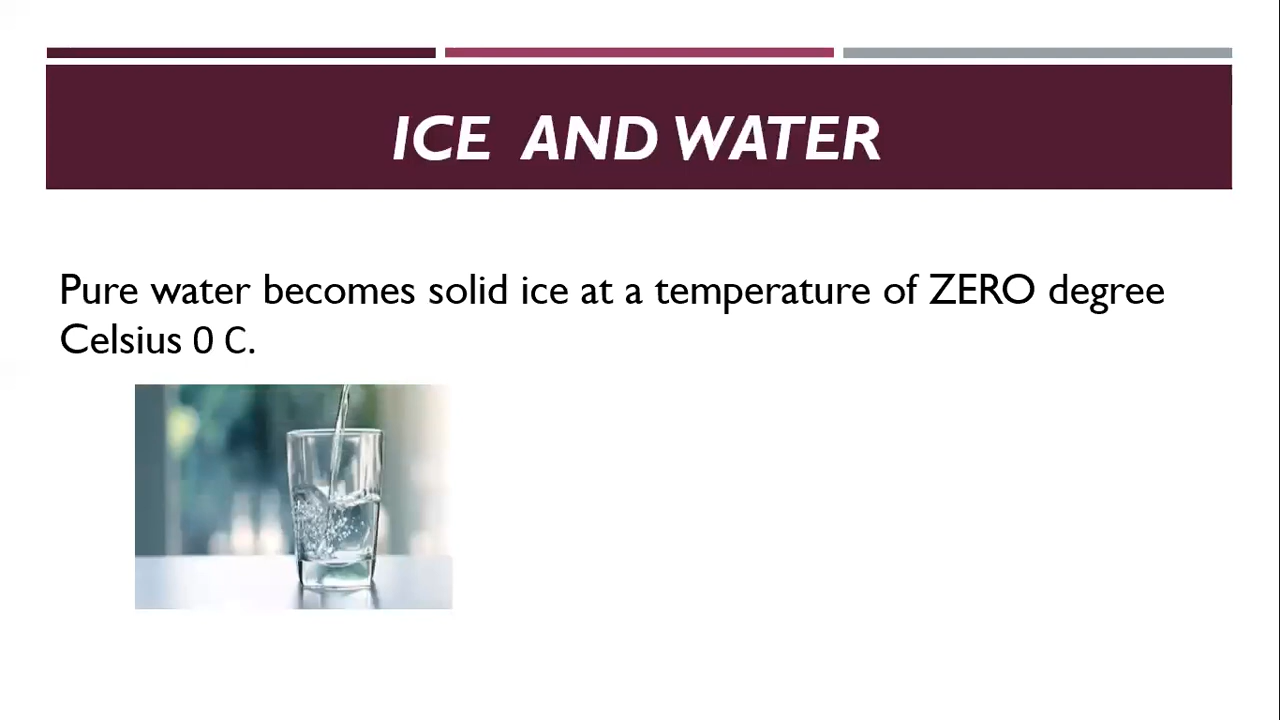 ICE AND WATER
Pure water becomes solid ice at a temperature of ZERO degree
Celsius 0 C.